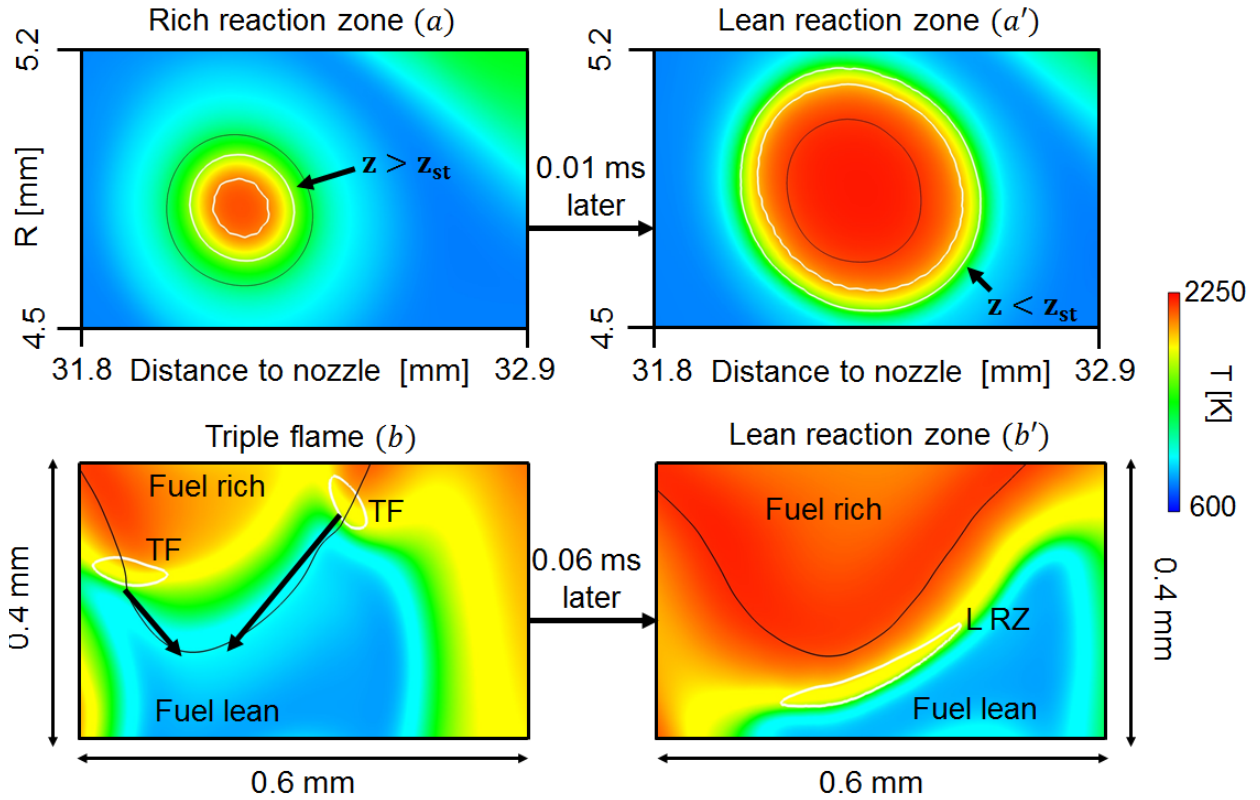 Rich reaction zone (a)
Lean reaction zone (a′)
5.2
R [mm]
4.5
z > z_st
31.8 Distance to nozzle [mm] 32.9
0.01 ms
later
5.2
4.5
z < z_st
31.8 Distance to nozzle [mm] 32.9
2250
600
T [K]
Triple flame (b)
Lean reaction zone (b′)
0.4 mm
Fuel rich
TF
TF
Fuel lean
0.6 mm
0.06 ms
later
Fuel rich
L RZ
Fuel lean
0.4 mm
0.6 mm